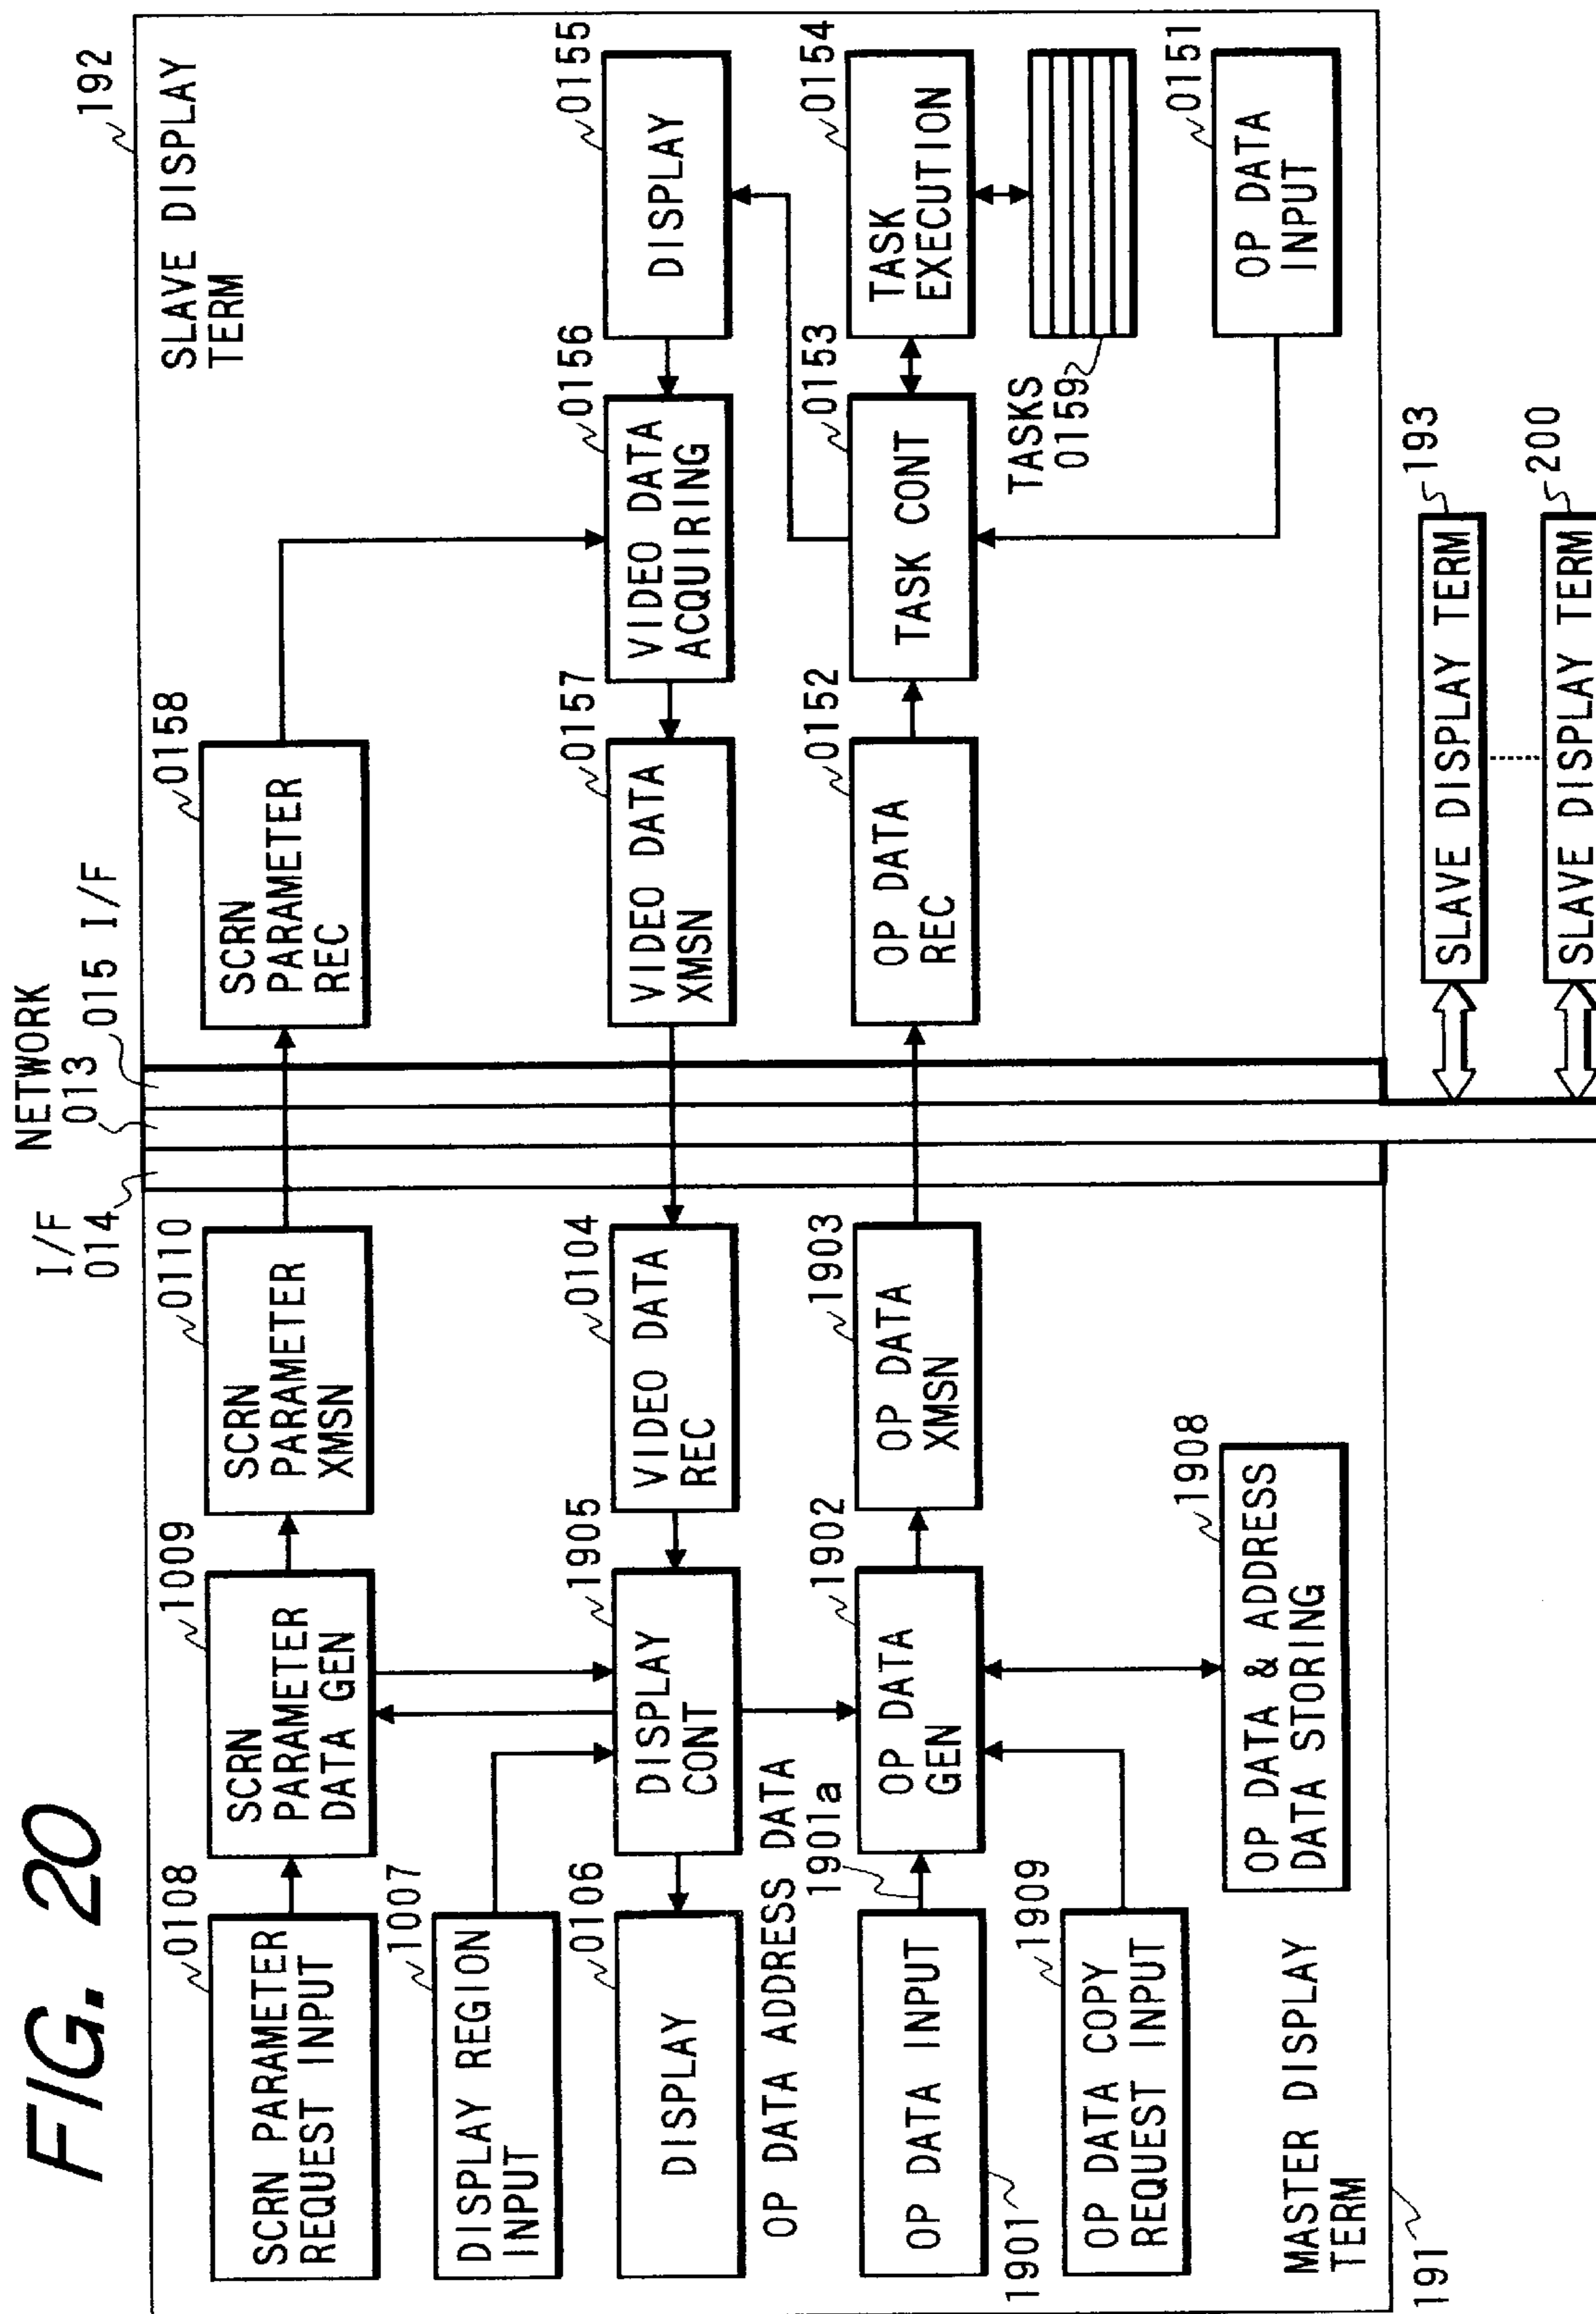 FIG. 20
I/F
014
NETWORK
013
015 I/F
192
SLAVE DISPLAY
TERM
0108
SCRN PARAMETER
REQUEST INPUT
1009
SCRN
PARAMETER
DATA GEN
0110
SCRN
PARAMETER
XMSN
0158
SCRN
PARAMETER
REC
1007
DISPLAY REGION
INPUT
0106
DISPLAY
1905
DISPLAY
CONT
0104
VIDEO DATA
REC
0157
VIDEO DATA
XMSN
0156
VIDEO DATA
ACQUIRING
0155
DISPLAY
OP DATA ADDRESS DATA
1901a
1901
OP DATA INPUT
1902
OP DATA
GEN
1903
OP DATA
XMSN
0152
OP DATA
REC
0153
TASK CONT
0154
TASK
EXECUTION
TASKS
0159
1909
OP DATA COPY
REQUEST INPUT
1908
OP DATA & ADDRESS
DATA STORING
0151
OP DATA
INPUT
MASTER DISPLAY
TERM
191
SLAVE DISPLAY TERM
193
SLAVE DISPLAY TERM
200